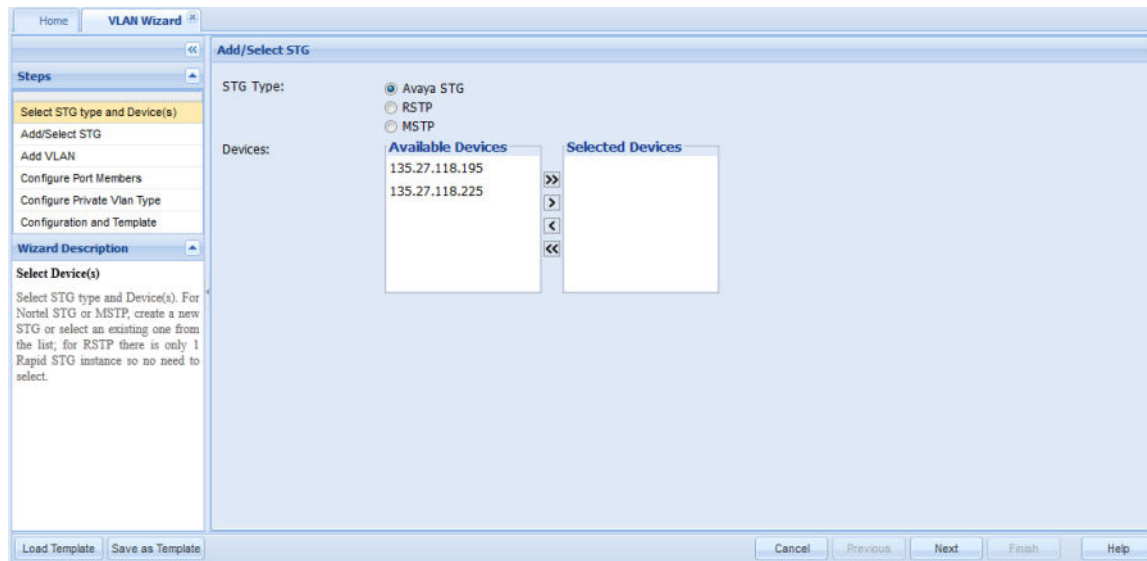 Home
VLAN Wizard
Steps
Select STG type and Device(s)
Add/Select STG
Add VLAN
Configure Port Members
Configure Private Vlan Type
Configuration and Template
Wizard Description
Select Device(s)
Select STG type and Device(s). For
Nortel STG or MSTP, create a new
STG or select an existing one from
the list; for RSTP there is only 1
Rapid STG instance so no need to
select.
Load Template
Save as Template
Add/Select STG
STG Type:
Avaya STG
RSTP
MSTP
Devices:
Available Devices
135.27.118.195
135.27.118.225
Selected Devices
Cancel
Previous
Next
Finish
Help